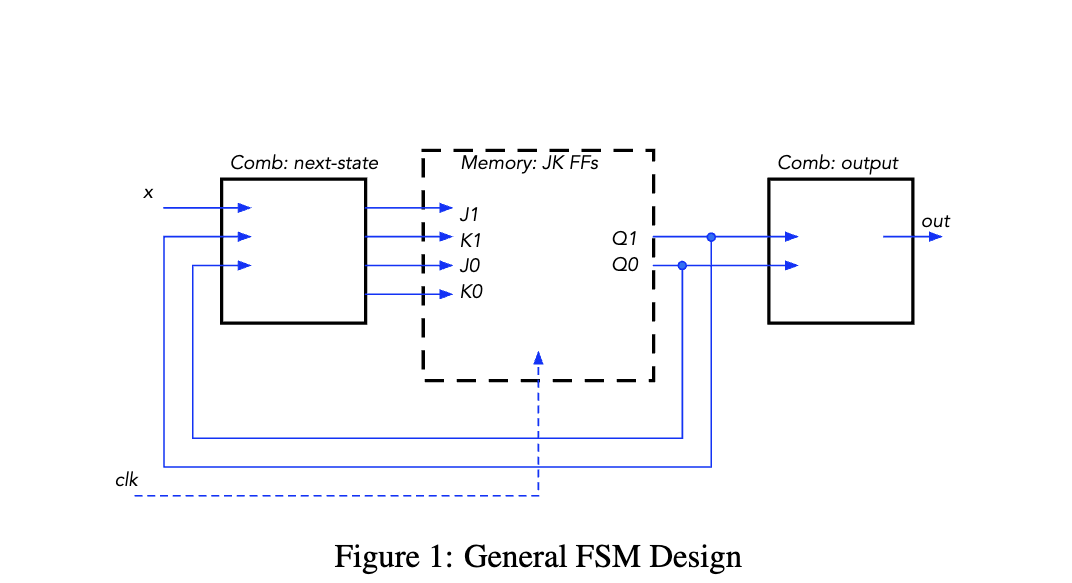 Comb: next-state
Memory: JK FFs
Comb: output
x
J1
K1
J0
K0
Q1
Q0
out
clk
Figure 1: General FSM Design